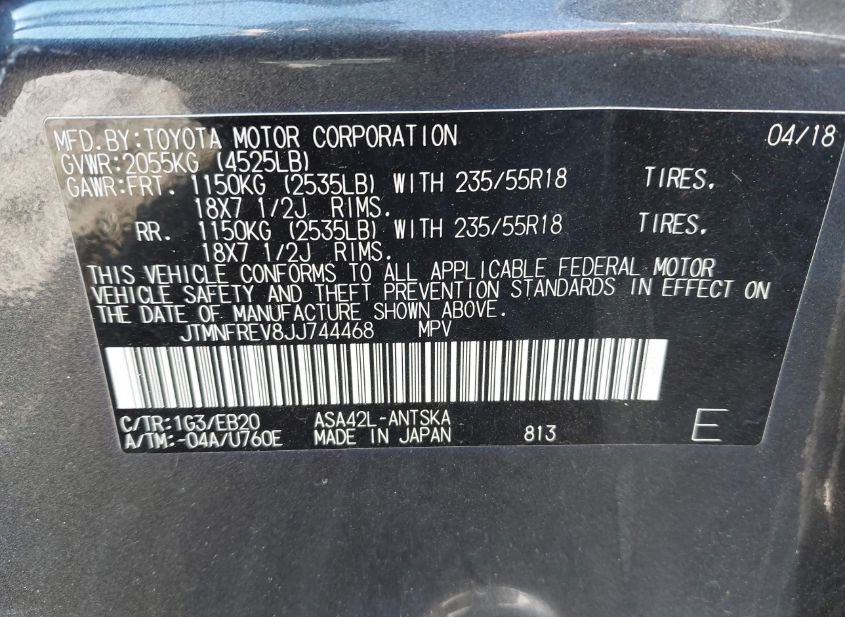 MFD.BY:TOYOTA MOTOR CORPORATION 04/18
GVWR:2055KG (4525LB)
GAWR:FRT. 1150KG (2535LB) WITH 235/55R18 TIRES.
18X7 1/2J RIMS.
RR. 1150KG (2535LB) WITH 235/55R18 TIRES.
18X7 1/2J RIMS.
THIS VEHICLE CONFORMS TO ALL APPLICABLE FEDERAL MOTOR
VEHICLE SAFETY AND THEFT PREVENTION STANDARDS IN EFFECT ON
THE DATE OF MANUFACTURE SHOWN ABOVE.
JTMNFREV8JJ744468 MPV
C/TR:1G3/EB20 ASA42L-ANTSKA
A/TM:-04A/U760E MADE IN JAPAN 813 E